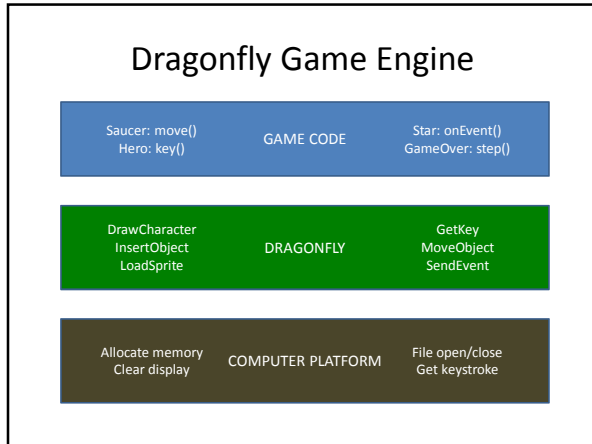 Dragonfly Game Engine
Saucer: move()
Hero: key()
GAME CODE
Star: onEvent()
GameOver: step()
DrawCharacter
InsertObject
LoadSprite
DRAGONFLY
GetKey
MoveObject
SendEvent
Allocate memory
Clear display
COMPUTER PLATFORM
File open/close
Get keystroke